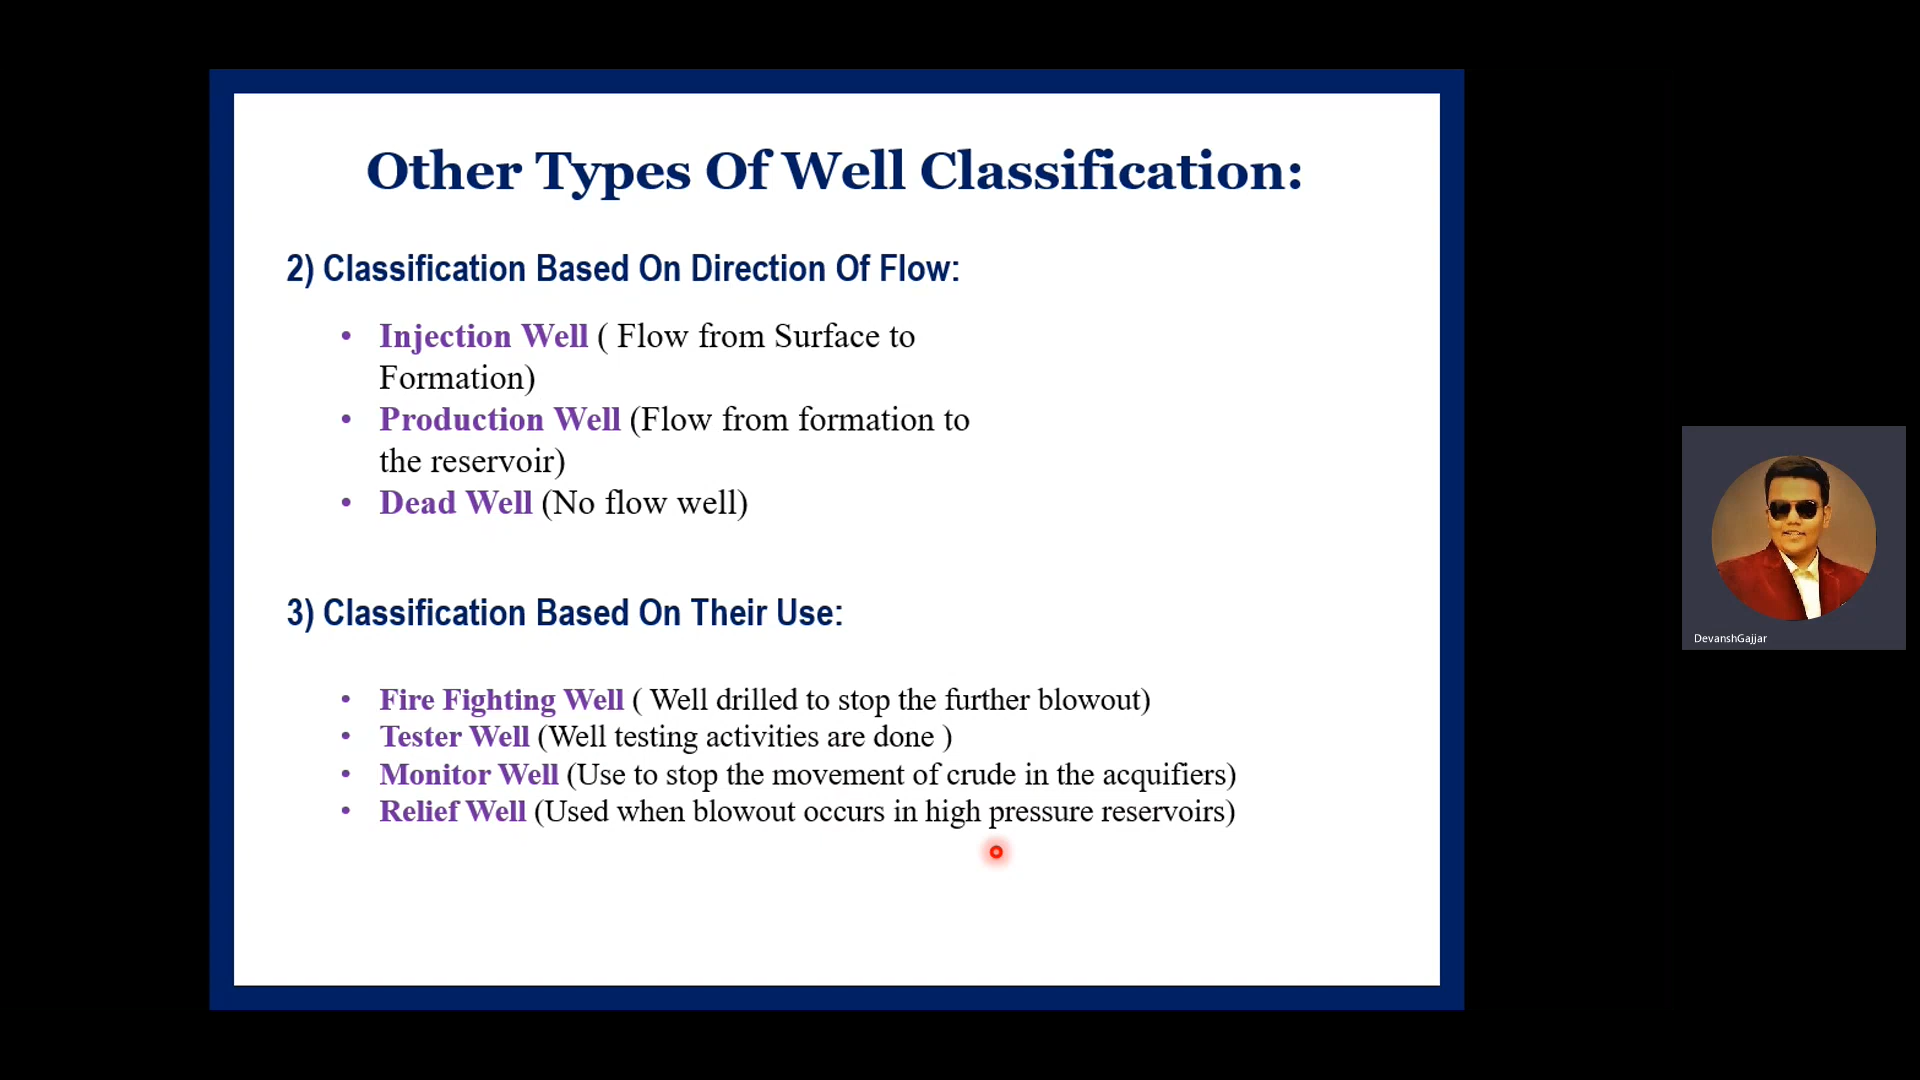 Other Types Of Well Classification:
2) Classification Based On Direction Of Flow:
• Injection Well ( Flow from Surface to
Formation)
• Production Well (Flow from formation to
the reservoir)
• Dead Well (No flow well)
3) Classification Based On Their Use:
• Fire Fighting Well ( Well drilled to stop the further blowout)
• Tester Well (Well testing activities are done )
• Monitor Well (Use to stop the movement of crude in the acquifiers)
• Relief Well (Used when blowout occurs in high pressure reservoirs)
DevanshGajjar